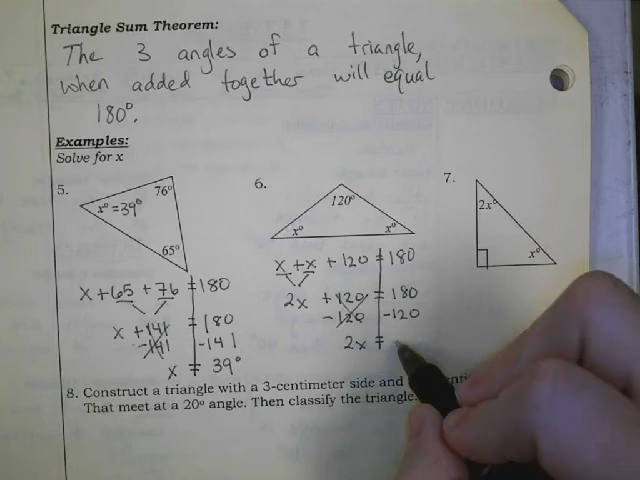 Triangle Sum Theorem:
The 3 angles of a triangle,
when added together will equal
180°.
Examples:
Solve for x
5.
76°
x° = 39°
65°
x + 65 + 76 = 180
x + 141 = 180
- 141 - 141
x = 39°
6.
120°
x° x°
x + x + 120 = 180
2x + 120 = 180
- 120 - 120
2x =
7.
2x°
x°
8. Construct a triangle with a 3-centimeter side and
That meet at a 20° angle. Then classify the triangle.